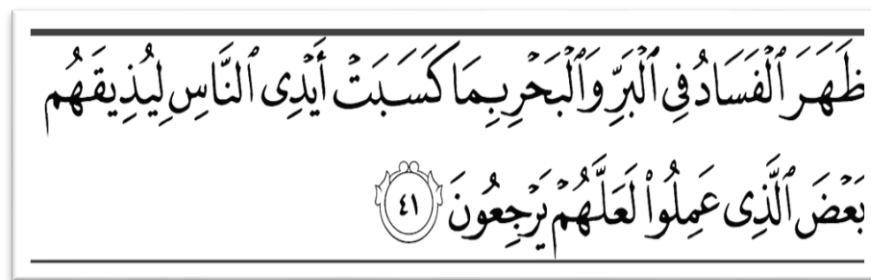 ظَهَرَ ٱلْفَسَادُ فِى ٱلْبَرِّ وَٱلْبَحْرِ بِمَا كَسَبَتْ أَيْدِى ٱلنَّاسِ لِيُذِيقَهُم
بَعْضَ ٱلَّذِى عَمِلُوا۟ لَعَلَّهُمْ يَرْجِعُونَ ٤١